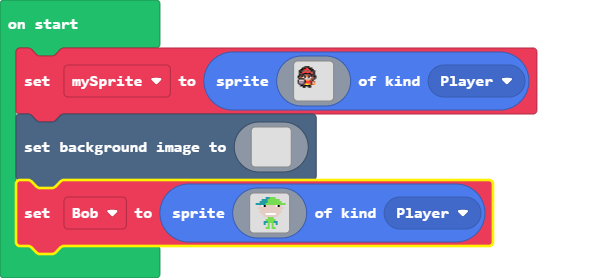 on start
set mySprite to sprite of kind Player
set background image to
set Bob to sprite of kind Player